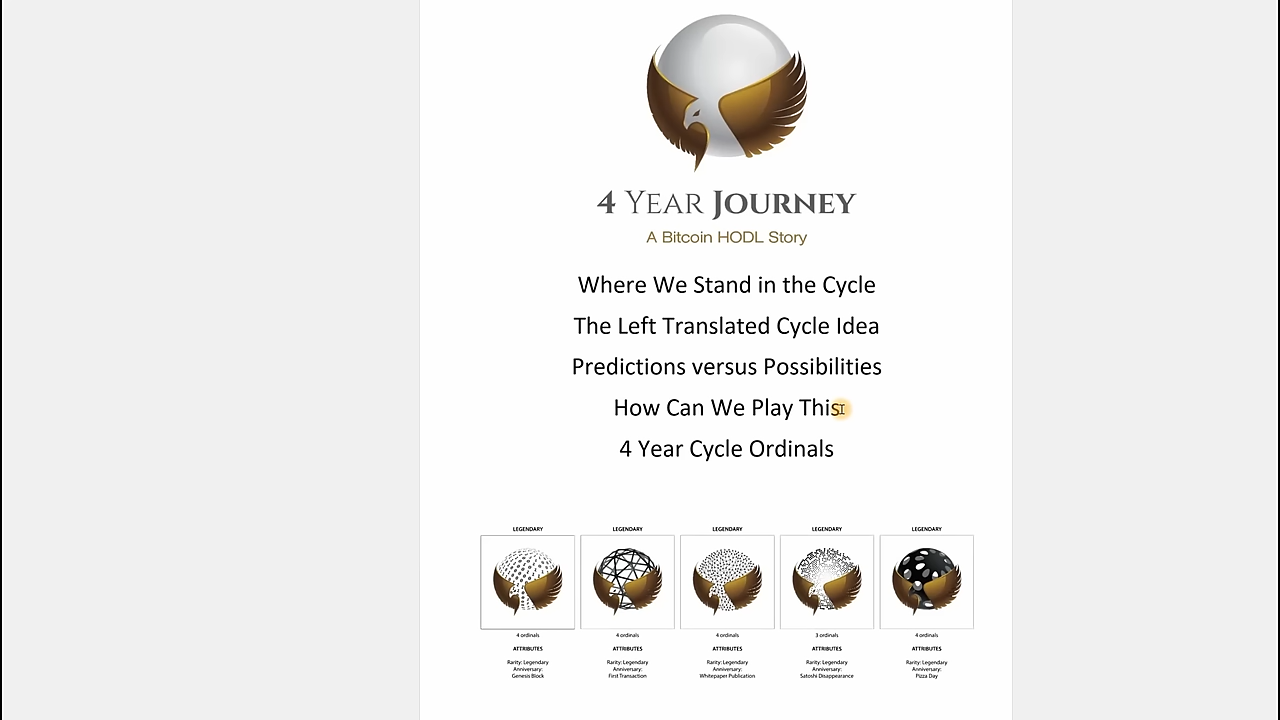 4 YEAR JOURNEY
A Bitcoin HODL Story
Where We Stand in the Cycle
The Left Translated Cycle Idea
Predictions versus Possibilities
How Can We Play This
4 Year Cycle Ordinals
LEGENDARY LEGENDARY LEGENDARY LEGENDARY LEGENDARY
4 ordinals 4 ordinals 4 ordinals 3 ordinals 4 ordinals
ATTRIBUTES ATTRIBUTES ATTRIBUTES ATTRIBUTES ATTRIBUTES
Rarity: Legendary Rarity: Legendary Rarity: Legendary Rarity: Legendary Rarity: Legendary
Anniversary: Anniversary: Anniversary: Anniversary: Anniversary:
Genesis Block First Transaction Whitepaper Publication Satoshi Disappearance Pizza Day